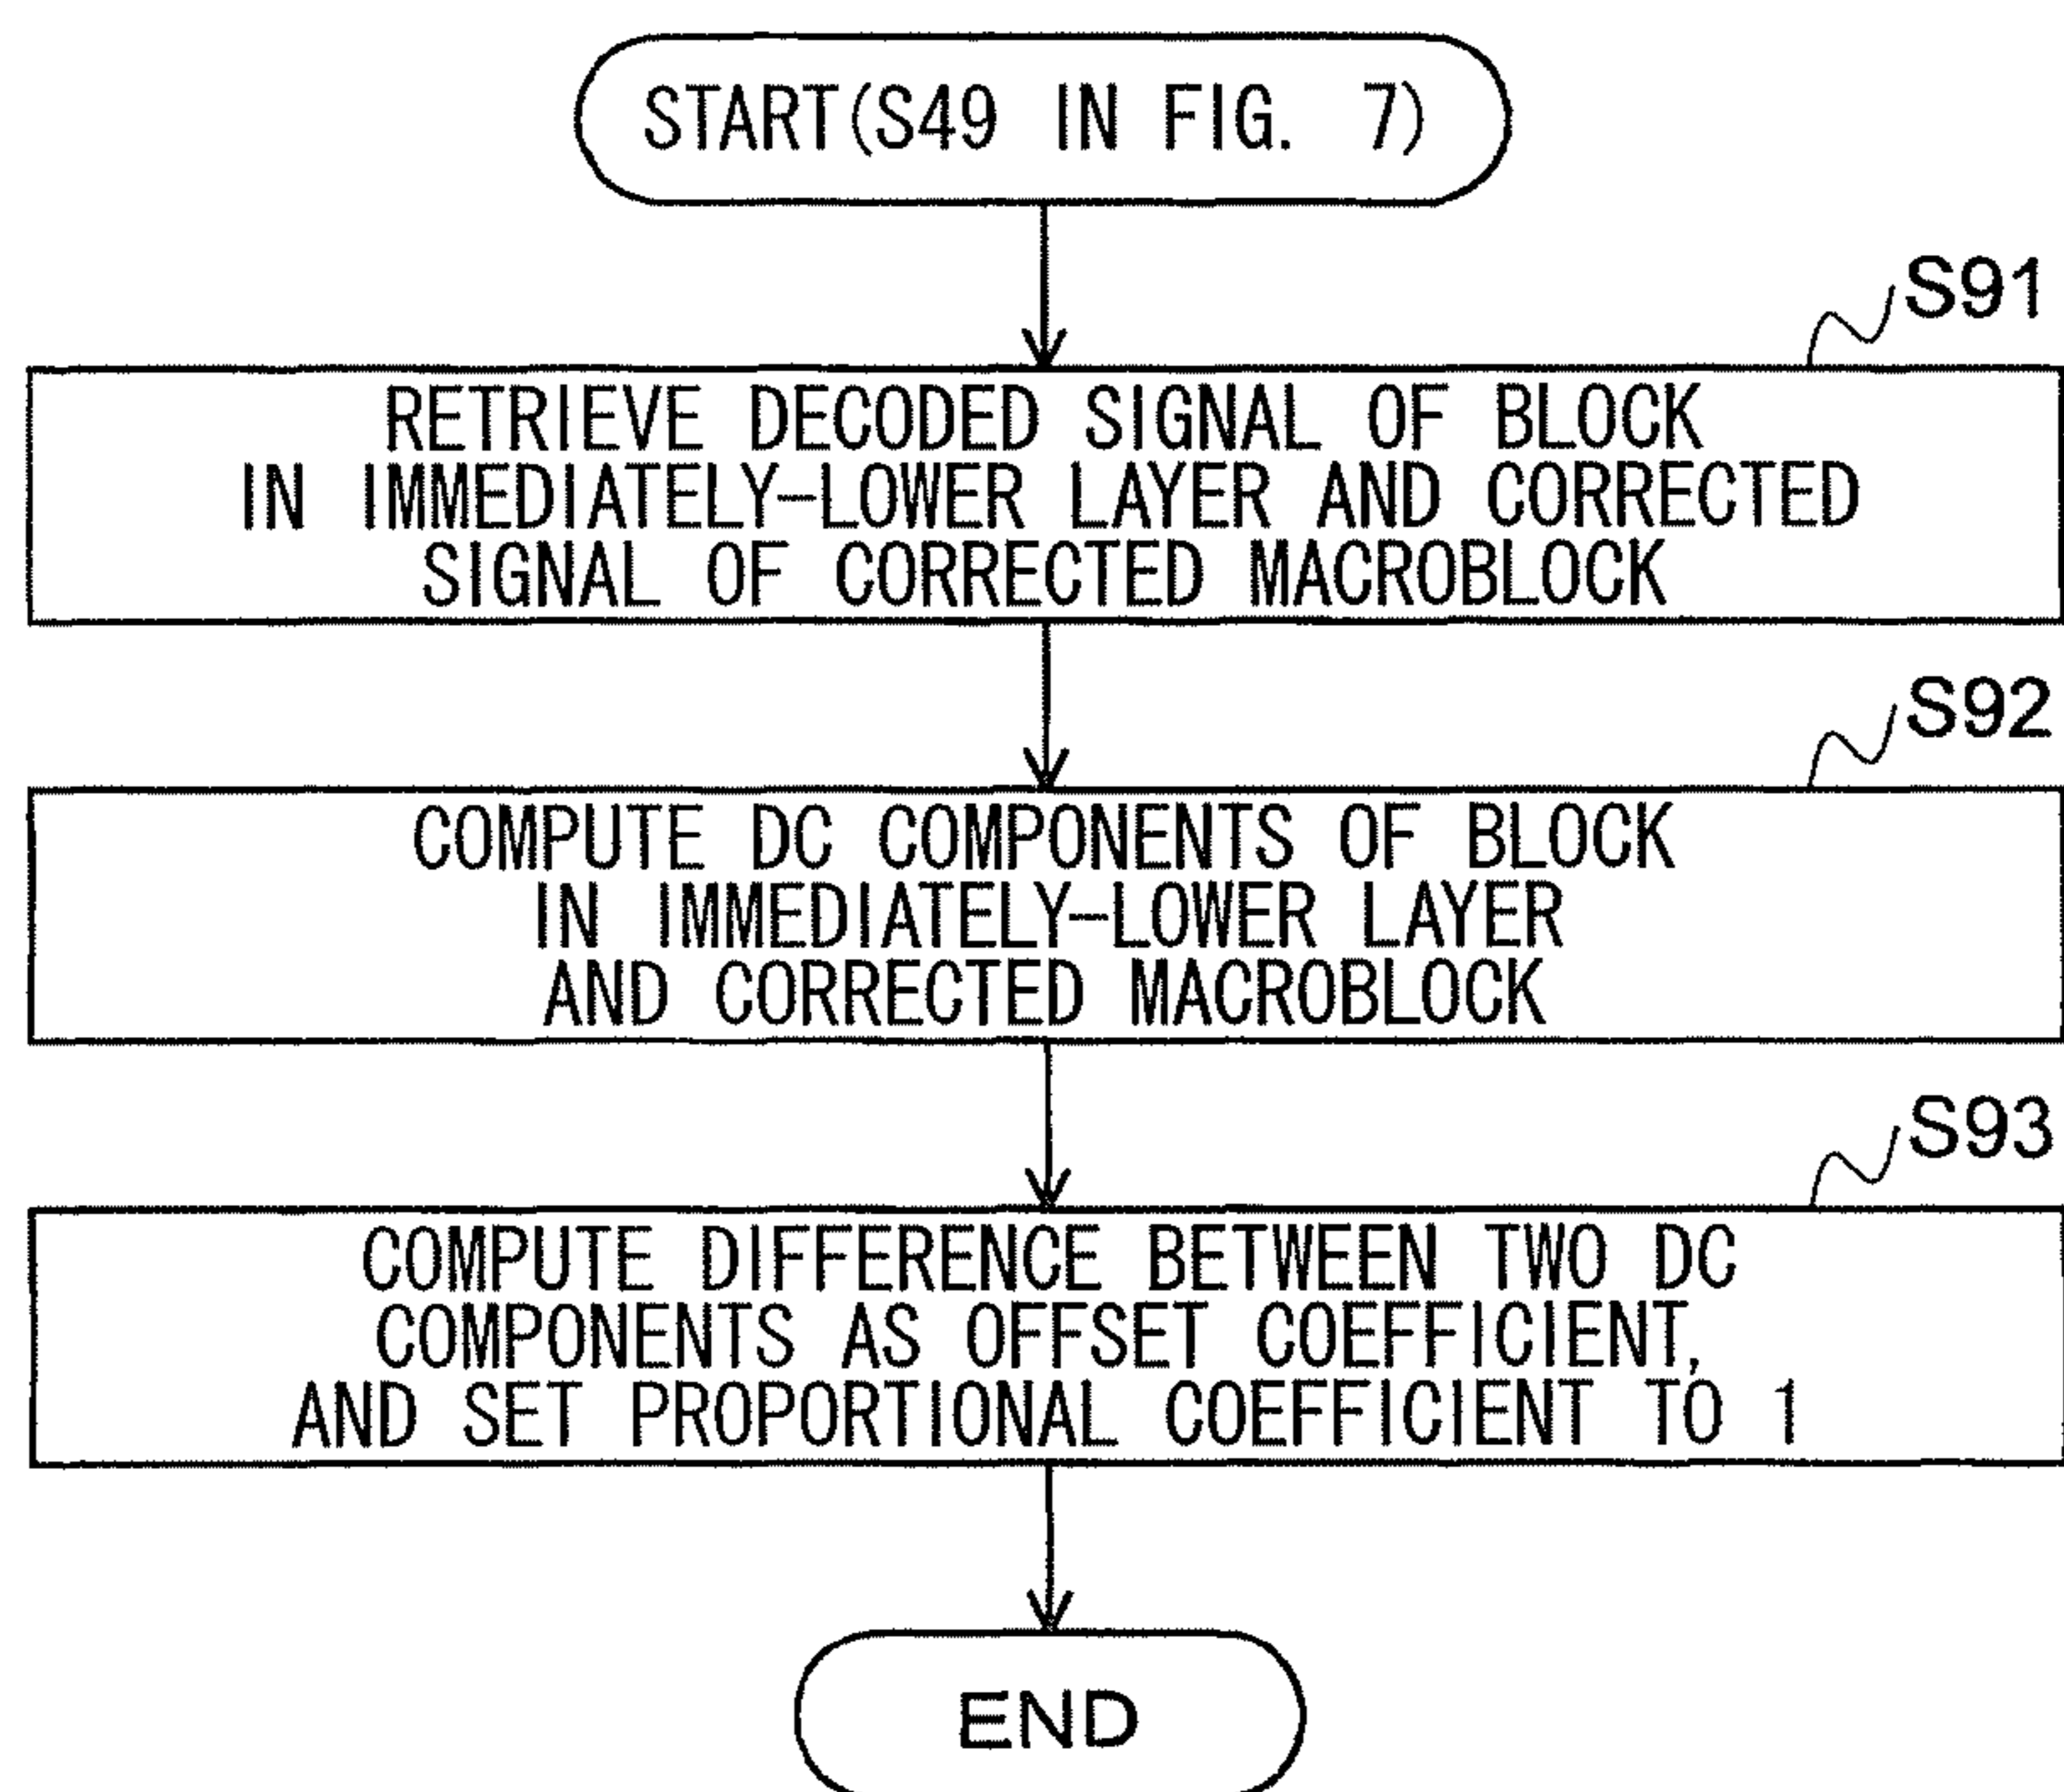 START(S49 IN FIG. 7)
S91
RETRIEVE DECODED SIGNAL OF BLOCK
IN IMMEDIATELY-LOWER LAYER AND CORRECTED
SIGNAL OF CORRECTED MACROBLOCK
S92
COMPUTE DC COMPONENTS OF BLOCK
IN IMMEDIATELY-LOWER LAYER
AND CORRECTED MACROBLOCK
S93
COMPUTE DIFFERENCE BETWEEN TWO DC
COMPONENTS AS OFFSET COEFFICIENT,
AND SET PROPORTIONAL COEFFICIENT TO 1
END